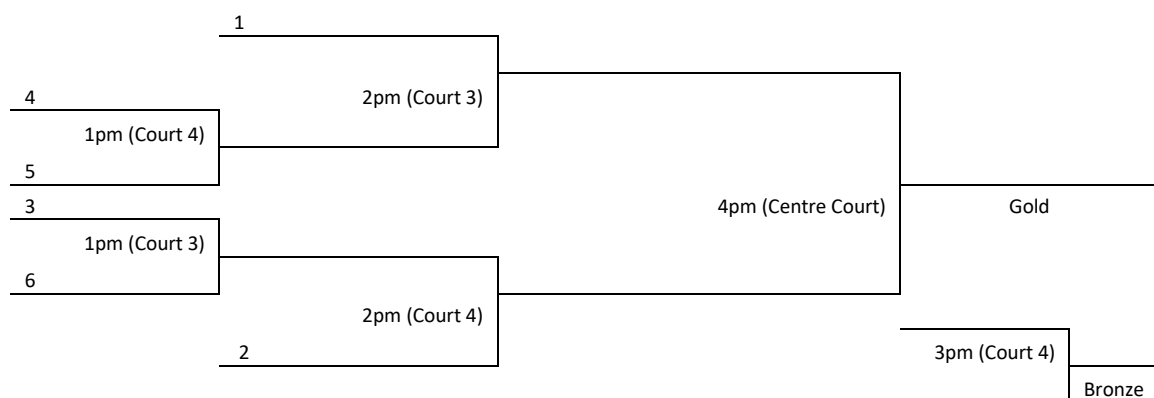 1
4
2pm (Court 3)
1pm (Court 4)
5
3
4pm (Centre Court)
Gold
1pm (Court 3)
6
2pm (Court 4)
2
3pm (Court 4)
Bronze